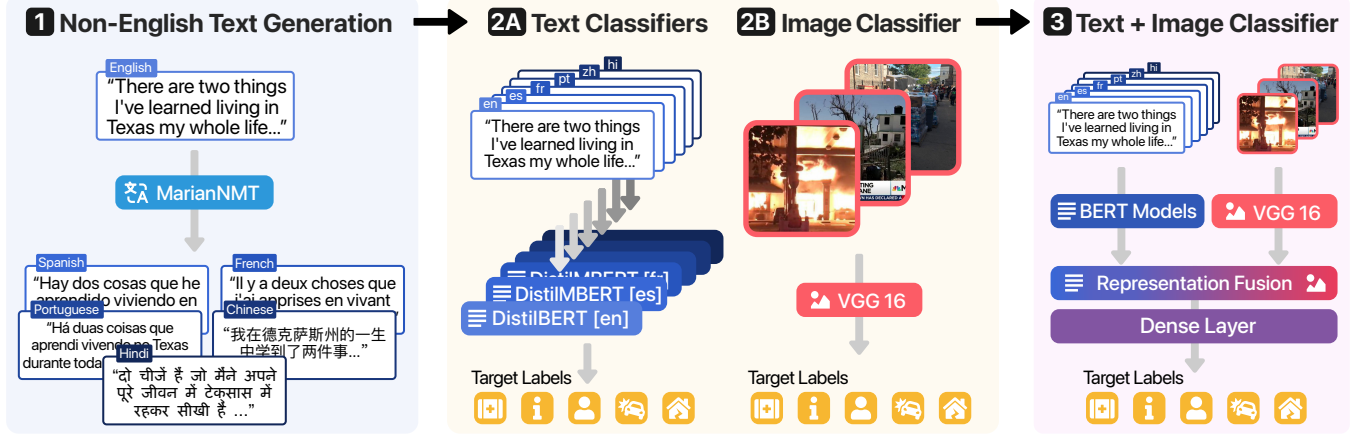 1 Non-English Text Generation
English
“There are two things
I've learned living in
Texas my whole life...”
MarianNMT
Spanish
“Hay dos cosas que he
aprendido viviendo en
French
“Il y a deux choses que
j'ai apprises en vivant
Portuguese
“Há duas coisas que
aprendi vivendo no Texas
durante toda
Chinese
“我在德克萨斯州的一生
中学到了两件事...”
Hindi
“दो चीजें हैं जो मैंने अपने
पूरे जीवन में टेक्सास में
रहकर सीखी हैं ...”
2A Text Classifiers
hi
zh
pt
fr
es
en
“There are two things
I've learned living in
Texas my whole life...”
DistilMBERT [fr]
DistilMBERT [es]
DistilBERT [en]
Target Labels
2B Image Classifier
VGG 16
Target Labels
3 Text + Image Classifier
hi
zh
pt
fr
es
en
“There are two things
I've learned living in
Texas my whole life...”
BERT Models
VGG 16
Representation Fusion
Dense Layer
Target Labels